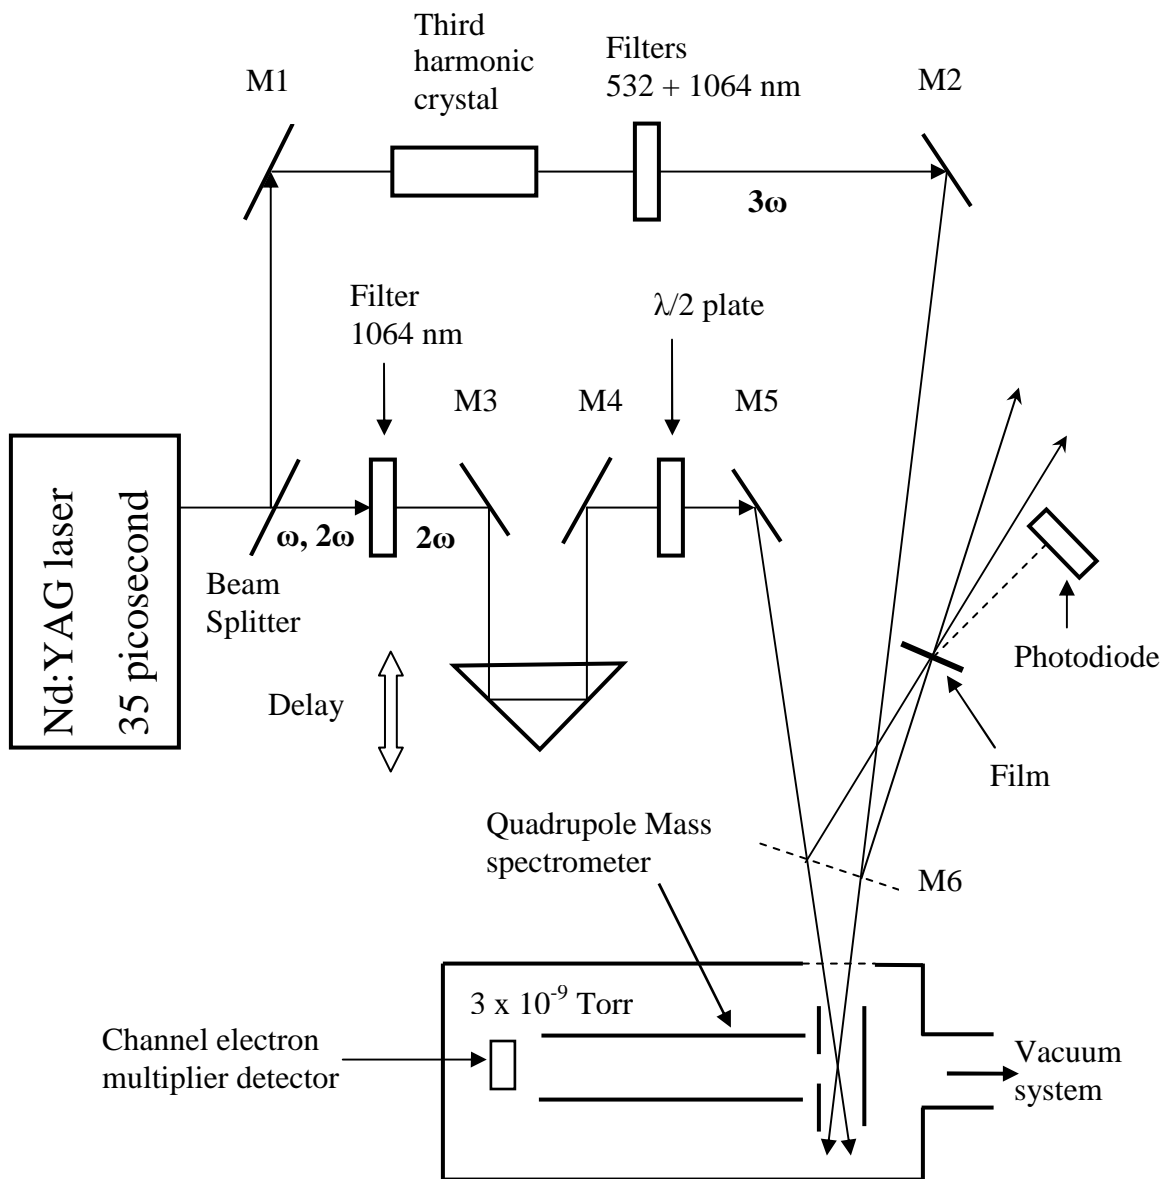 Third
harmonic
crystal
Filters
532 + 1064 nm
M1
M2
3ω
Filter
1064 nm
λ/2 plate
M3
M4
M5
Nd:YAG laser
35 picosecond
ω, 2ω
2ω
Beam
Splitter
Photodiode
Delay
Film
Quadrupole Mass
spectrometer
M6
3 x 10⁻⁹ Torr
Channel electron
multiplier detector
Vacuum
system